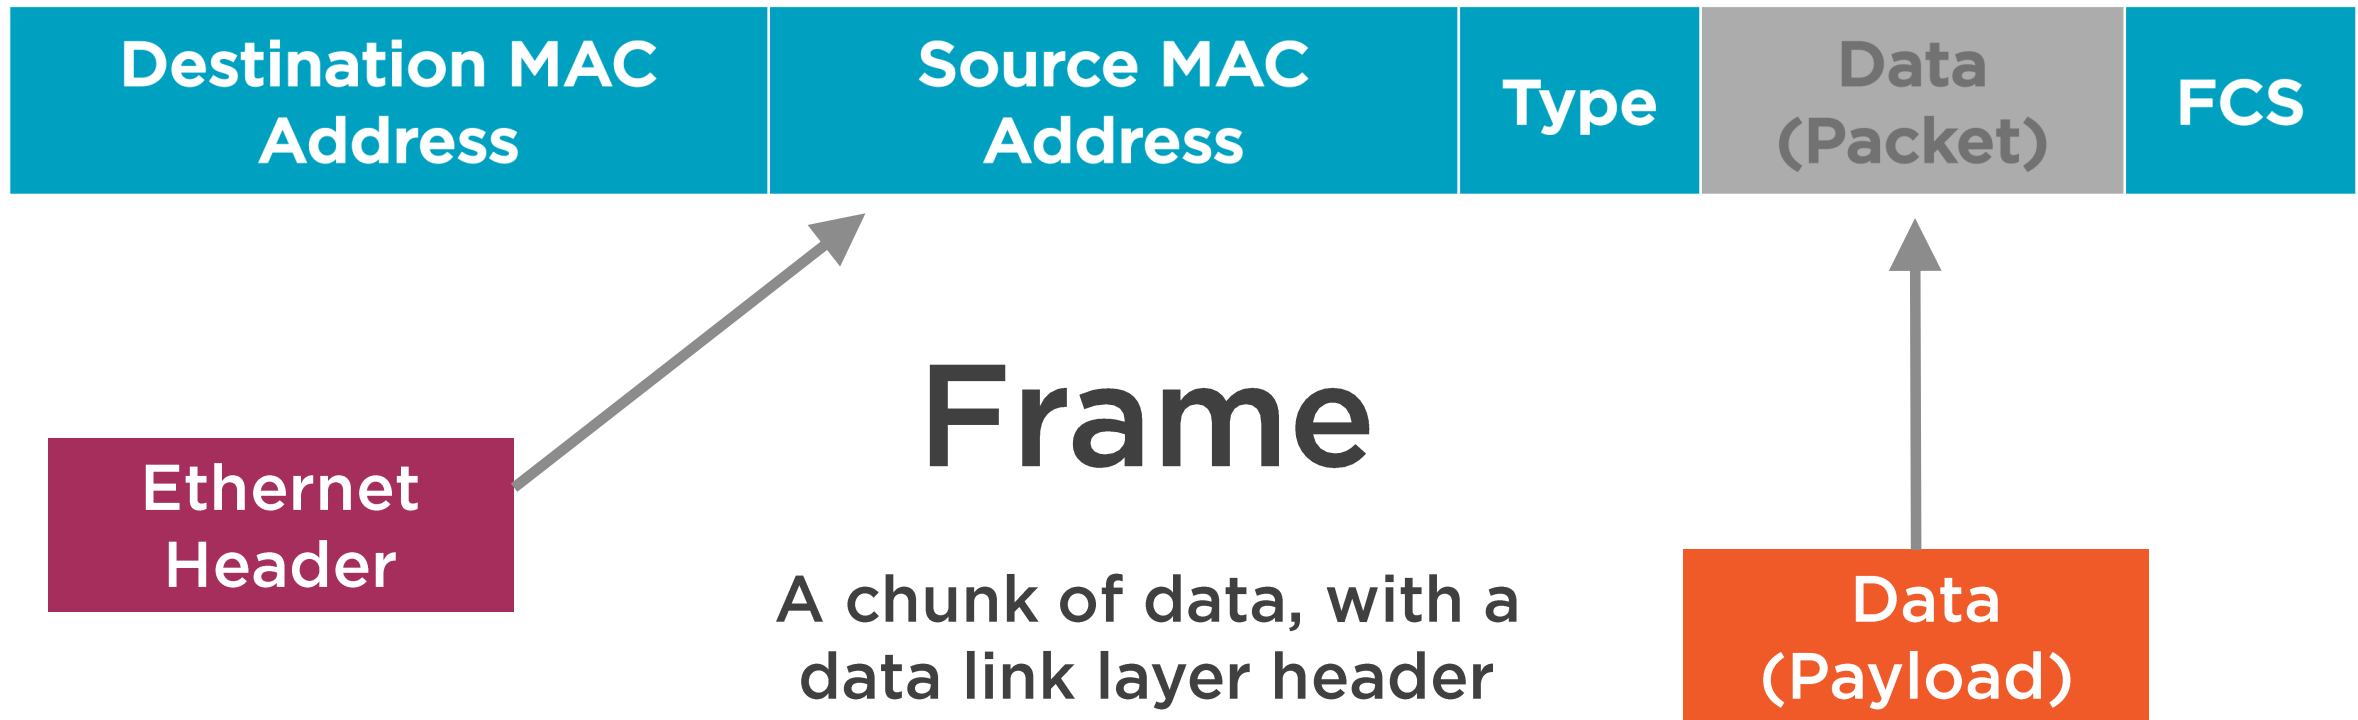 Destination MAC
Address
Source MAC
Address
Type
Data
(Packet)
FCS
Frame
Ethernet
Header
A chunk of data, with a
data link layer header
Data
(Payload)